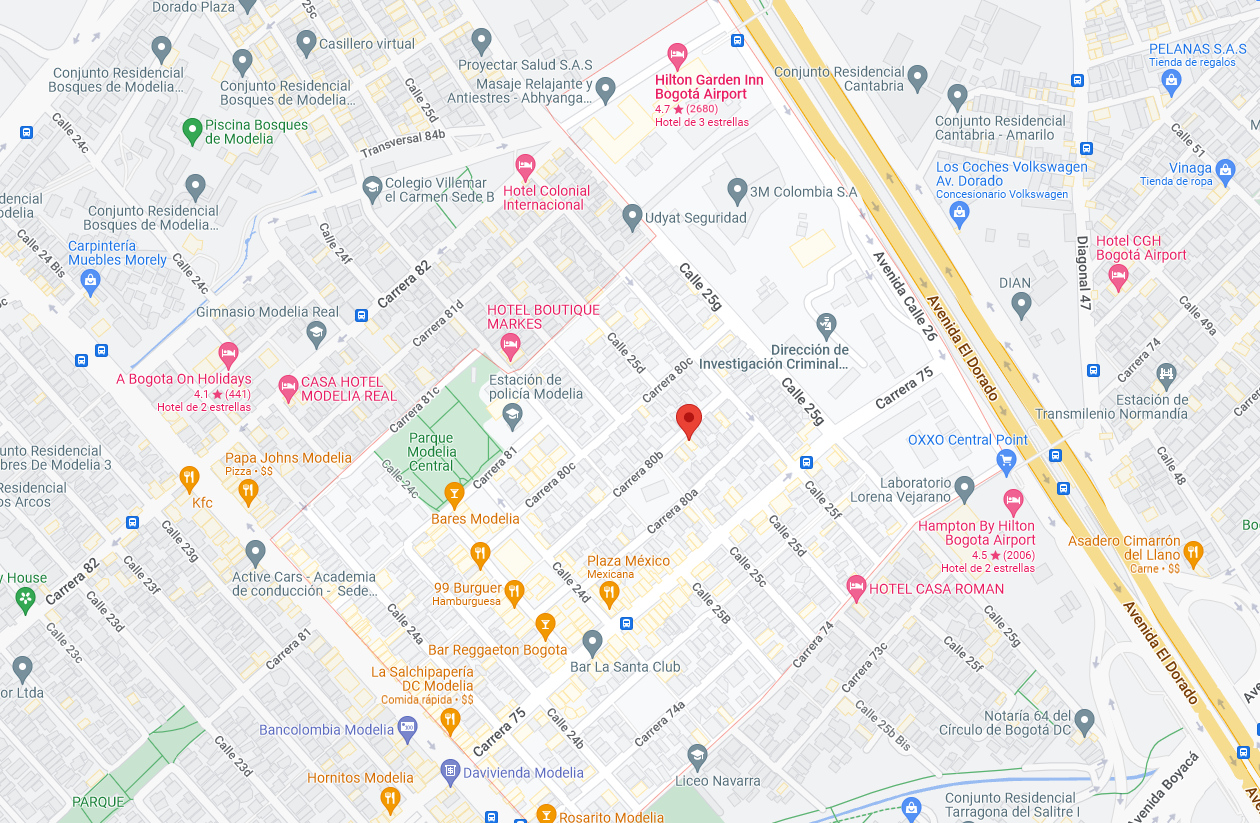 Dorado Plaza
25c
Casillero virtual
Conjunto Residencial
Bosques de Modelia...
Conjunto Residencial
Bosques de Modelia...
Proyectar Salud S.A.S
Masaje Relajante y
Antiestres - Abhyanga...
Hilton Garden Inn
Bogotá Airport
4.7 ★ (2680)
Hotel de 3 estrellas
Conjunto Residencial
Cantabria
PELANAS S.A.S
Tienda de regalos
Conjunto Residencial
Cantabria - Amarilo
Calle 24c
Calle 25d
Piscina Bosques
de Modelia
Transversal 84b
Calle 51
Los Coches Volkswagen
Av. Dorado
Concesionario Volkswagen
Vinaga
Tienda de ropa
Colegio Villemar
el Carmen Sede B
Hotel Colonial
Internacional
3M Colombia S.A
Udyat Seguridad
Conjunto Residencial
Bosques de Modelia...
Calle 24 Bis
Carpintería
Muebles Morely
Calle 24c
Calle 24f
Carrera 82
Calle 25g
Avenida Calle 26
Diagonal 47
Hotel CGH
Bogotá Airport
DIAN
Avenida El Dorado
Calle 49a
Carrera 74
Gimnasio Modelia Real
Carrera 81d
HOTEL BOUTIQUE
MARKES
Calle 25d
Dirección de
Investigación Criminal...
A Bogota On Holidays
4.1 ★ (441)
Hotel de 2 estrellas
CASA HOTEL
MODELIA REAL
Carrera 81c
Estación de
policía Modelia
Carrera 80c
Calle 25g
Carrera 75
Estación de
Transmilenio Normandía
Parque
Modelia
Central
Calle 24c
OXXO Central Point
Papa Johns Modelia
Pizza • $$
Kfc
Carrera 81
Carrera 80c
Carrera 80b
Carrera 80a
Laboratorio
Lorena Vejarano
Calle 48
Bares Modelia
Calle 25f
Calle 25d
Hampton By Hilton
Bogota Airport
4.5 ★ (2006)
Hotel de 2 estrellas
Asadero Cimarrón
del Llano
Carne • $$
Calle 23g
Calle 23f
Carrera 82
Calle 23d
Active Cars - Academia
de conducción - Sede...
Calle 24a
99 Burguer
Hamburguesa
Plaza México
Mexicana
Calle 24d
Calle 25c
Calle 25B
HOTEL CASA ROMAN
Avenida El Dorado
Calle 23c
Carrera 81
Bar Reggaeton Bogota
Bar La Santa Club
Carrera 74
Carrera 73c
Calle 25g
Calle 25f
La Salchipapería
DC Modelia
Comida rápida • $$
Bancolombia Modelia
Carrera 75
Calle 24b
Carrera 74a
Calle 25b Bis
Notaría 64 del
Círculo de Bogotá DC
Calle 23d
Hornitos Modelia
Davivienda Modelia
Liceo Navarra
Avenida Boyacá
PARQUE
Rosarito Modelia
Conjunto Residencial
Tarragona del Salitre I